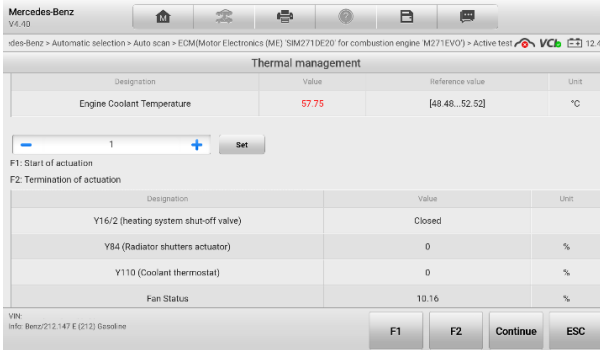 Mercedes-Benz
V4.40
M
rdes-Benz > Automatic selection > Auto scan > ECM(Motor Electronics (ME) 'SIM271DE20' for combustion engine 'M271EVO') > Active test
VCI
12.4
Thermal management
Designation Value Reference value Unit
Engine Coolant Temperature 57.75 [48.48...52.52] °C
− 1 + Set
F1: Start of actuation
F2: Termination of actuation
Designation Value Unit
Y16/2 (heating system shut-off valve) Closed
Y84 (Radiator shutters actuator) 0 %
Y110 (Coolant thermostat) 0 %
Fan Status 10.16 %
VIN:
Info: Benz/212.147 E (212) Gasoline
F1 F2 Continue ESC